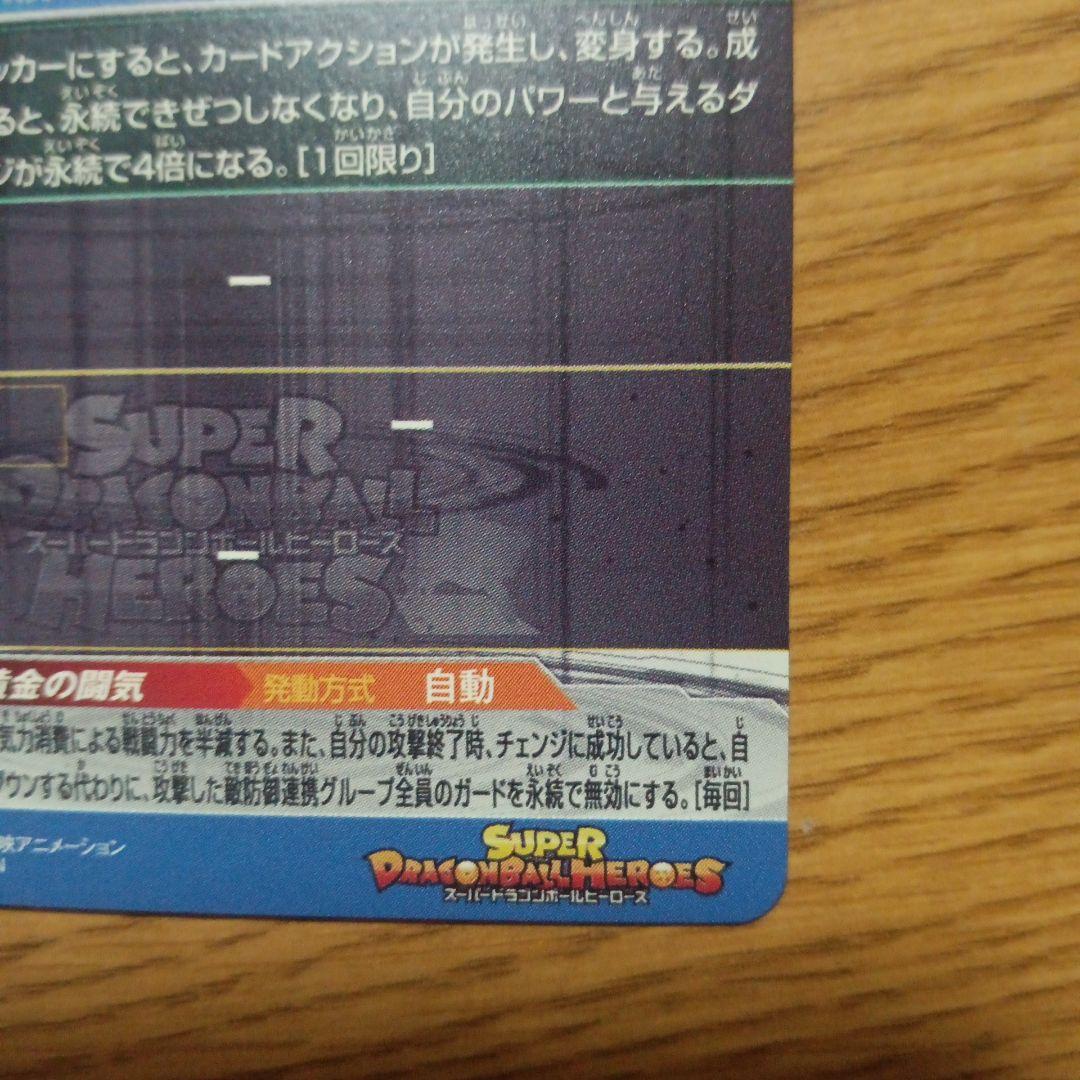 ッカーにすると、カードアクションが発生し、変身する。成
ると、永続できぜつしなくなり、自分のパワーと与えるダ
ジが永続で4倍になる。[1回限り]
SUPER
DRAGON BALL
スーパードラゴンボールヒーローズ
HEROES
黄金の闘気 発動方式 自動
気力消費による戦闘力を半減する。また、自分の攻撃終了時、チェンジに成功していると、自
ダウンする代わりに、攻撃した敵防御連携グループ全員のガードを永続で無効にする。[毎回]
映アニメーション
SUPER
DRAGON BALL HEROES
スーパードラゴンボールヒーローズ